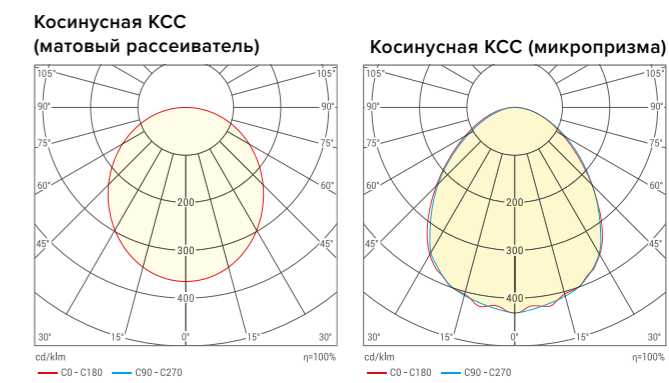 Косинусная КСС
(матовый рассеиватель)
105° 105°
90° 90°
75° 75°
60° 60°
200
45° 45°
300
400
30° 15° 0° 15° 30°
cd/klm η=100%
C0 - C180 C90 - C270
Косинусная КСС (микропризма)
105° 105°
90° 90°
75° 75°
60° 60°
200
45° 45°
300
400
30° 15° 0° 15° 30°
cd/klm η=100%
C0 - C180 C90 - C270